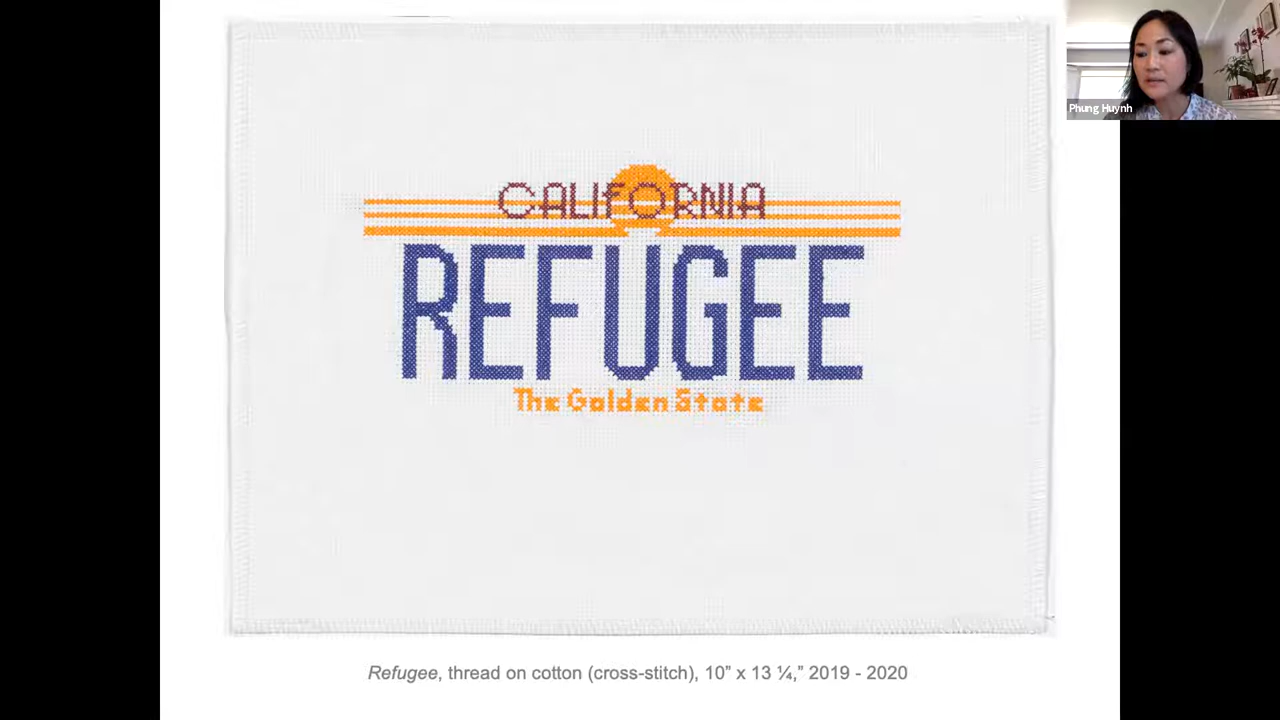 Phung Huynh
CALIFORNIA
REFUGEE
The Golden State
Refugee, thread on cotton (cross-stitch), 10” x 13 ¼,” 2019 - 2020